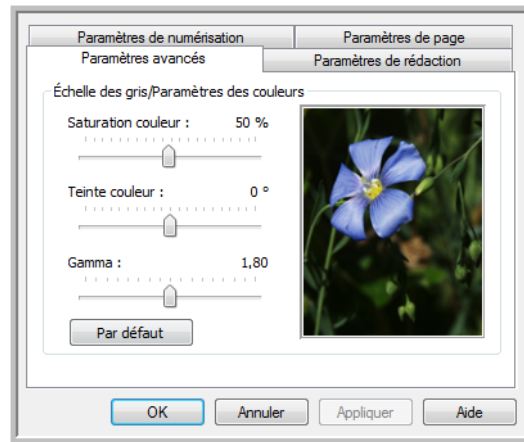 Paramètres de numérisation Paramètres de page
Paramètres avancés Paramètres de rédaction
Échelle des gris/Paramètres des couleurs
Saturation couleur : 50 %
Teinte couleur : 0 °
Gamma : 1,80
Par défaut
OK Annuler Appliquer Aide